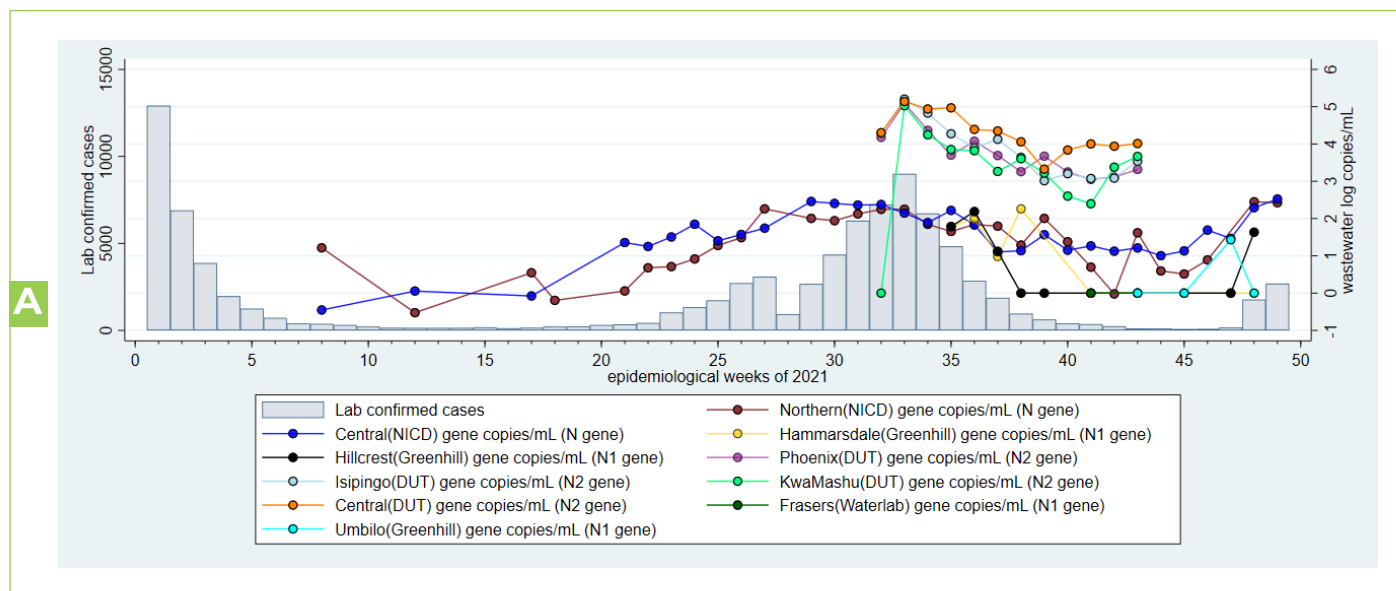 A
Lab confirmed cases
15000
10000
5000
0
6
5
4
3
2
1
0
-1
wastewater log copies/mL
0 5 10 15 20 25 30 35 40 45 50
epidemiological weeks of 2021
Lab confirmed cases
Northern(NICD) gene copies/mL (N gene)
Central(NICD) gene copies/mL (N gene)
Hammarsdale(Greenhill) gene copies/mL (N1 gene)
Hillcrest(Greenhill) gene copies/mL (N1 gene)
Phoenix(DUT) gene copies/mL (N2 gene)
Isipingo(DUT) gene copies/mL (N2 gene)
KwaMashu(DUT) gene copies/mL (N2 gene)
Central(DUT) gene copies/mL (N2 gene)
Frasers(Waterlab) gene copies/mL (N1 gene)
Umbilo(Greenhill) gene copies/mL (N1 gene)